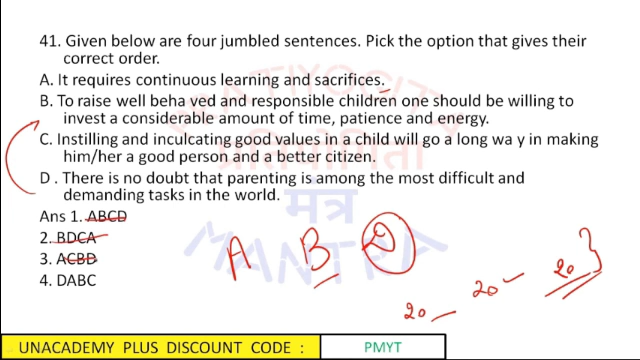 41. Given below are four jumbled sentences. Pick the option that gives their
correct order.
A. It requires continuous learning and sacrifices.
B. To raise well beha ved and responsible children one should be willing to
invest a considerable amount of time, patience and energy.
C. Instilling and inculcating good values in a child will go a long wa y in making
him/her a good person and a better citizen.
D . There is no doubt that parenting is among the most difficult and
demanding tasks in the world.
Ans 1. ABCD
2. BDCA
3. ACBD
4. DABC
A B D
20 20 20
PRATIYOGITA
प्रतियोगिता
मंत्र
MANTRA
UNACADEMY PLUS DISCOUNT CODE : PMYT